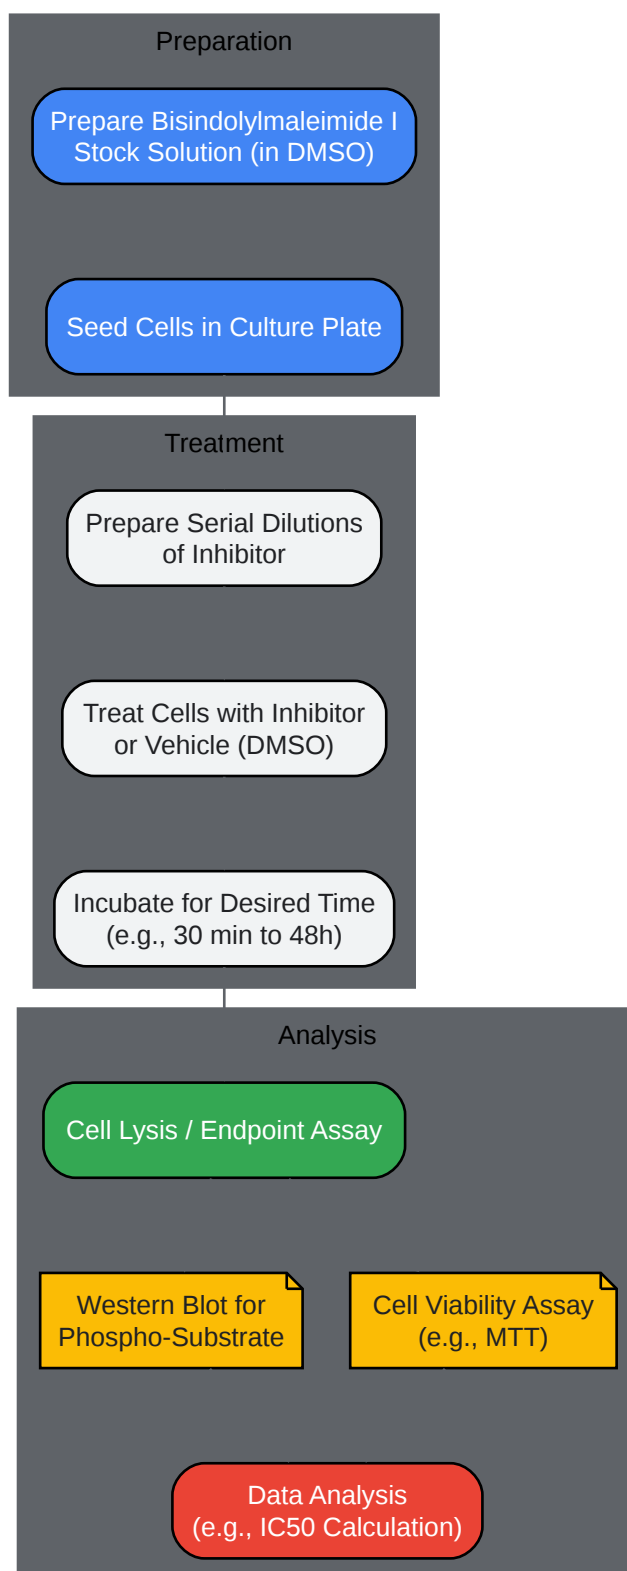 Preparation
Prepare Bisindolylmaleimide I
Stock Solution (in DMSO)
Seed Cells in Culture Plate
Treatment
Prepare Serial Dilutions
of Inhibitor
Treat Cells with Inhibitor
or Vehicle (DMSO)
Incubate for Desired Time
(e.g., 30 min to 48h)
Analysis
Cell Lysis / Endpoint Assay
Western Blot for
Phospho-Substrate
Cell Viability Assay
(e.g., MTT)
Data Analysis
(e.g., IC50 Calculation)